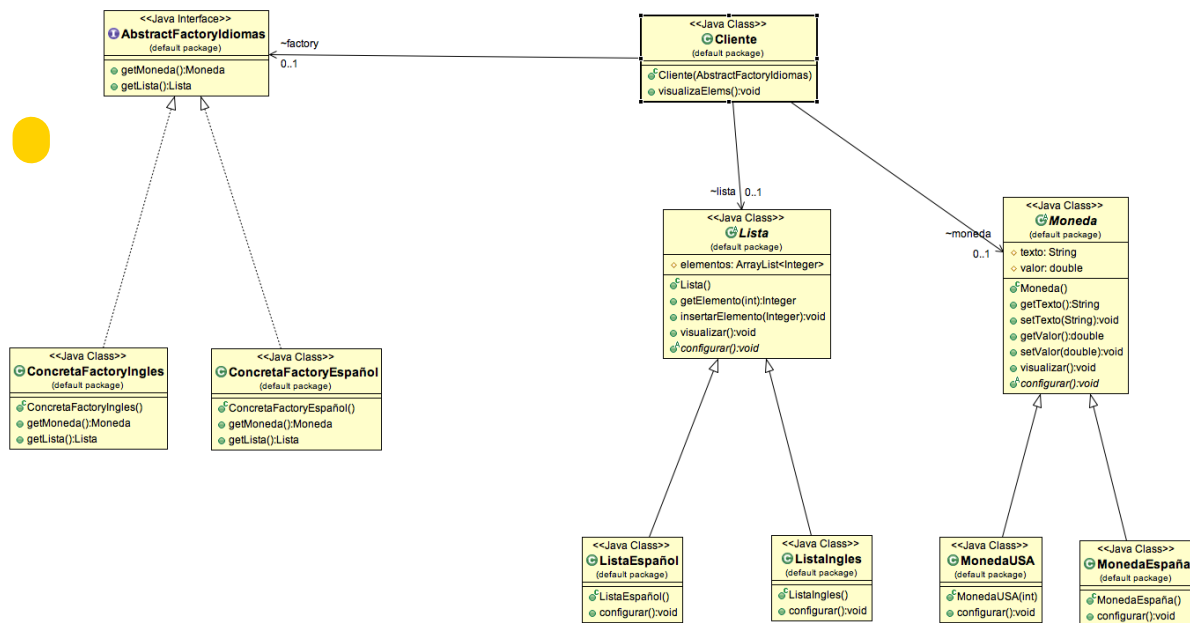 <<Java Interface>>
AbstractFactoryIdiomas
(default package)
getMoneda():Moneda
getLista():Lista
~factory
0..1
<<Java Class>>
Cliente
(default package)
Cliente(AbstractFactoryIdiomas)
visualizaElems():void
~lista
0..1
~moneda
0..1
<<Java Class>>
Lista
(default package)
elementos: ArrayList<Integer>
Lista()
getElemento(int):Integer
insertarElemento(Integer):void
visualizar():void
configurar():void
<<Java Class>>
Moneda
(default package)
texto: String
valor: double
Moneda()
getTexto():String
setTexto(String):void
getValor():double
setValor(double):void
visualizar():void
configurar():void
<<Java Class>>
ConcretaFactoryIngles
(default package)
ConcretaFactoryIngles()
getMoneda():Moneda
getLista():Lista
<<Java Class>>
ConcretaFactoryEspañol
(default package)
ConcretaFactoryEspañol()
getMoneda():Moneda
getLista():Lista
<<Java Class>>
ListaEspañol
(default package)
ListaEspañol()
configurar():void
<<Java Class>>
ListaIngles
(default package)
ListaIngles()
configurar():void
<<Java Class>>
MonedaUSA
(default package)
MonedaUSA(int)
configurar():void
<<Java Class>>
MonedaEspaña
(default package)
MonedaEspaña()
configurar():void